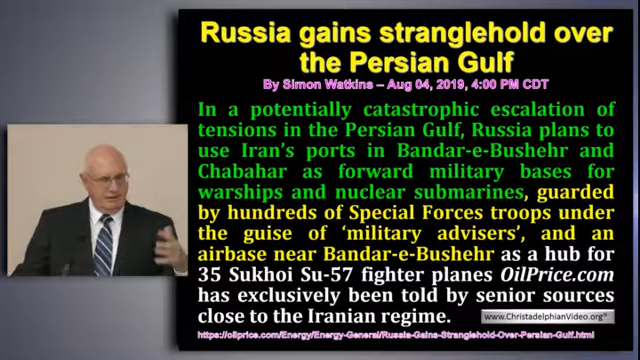 Russia gains stranglehold over
the Persian Gulf
By Simon Watkins – Aug 04, 2019, 4:00 PM CDT
In a potentially catastrophic escalation of
tensions in the Persian Gulf, Russia plans to
use Iran's ports in Bandar-e-Bushehr and
Chabahar as forward military bases for
warships and nuclear submarines, guarded
by hundreds of Special Forces troops under
the guise of 'military advisers', and an
airbase near Bandar-e-Bushehr as a hub for
35 Sukhoi Su-57 fighter planes OilPrice.com
has exclusively been told by senior sources
close to the Iranian regime.
www.ChristadelphianVideo.org®
https://oilprice.com/Energy/Energy-General/Russia-Gains-Stranglehold-Over-Persian-Gulf.html